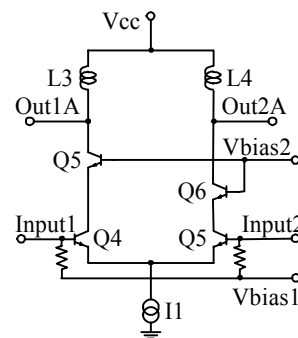 Vcc
L3 L4
Out1A Out2A
Q5 Vbias2
Q6
Input1 Q4 Q5 Input2
Vbias1
I1